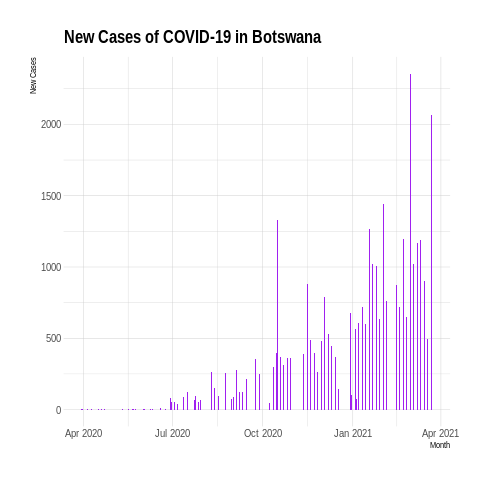 New Cases of COVID-19 in Botswana
New Cases
2000
1500
1000
500
0
Apr 2020
Jul 2020
Oct 2020
Jan 2021
Apr 2021
Month